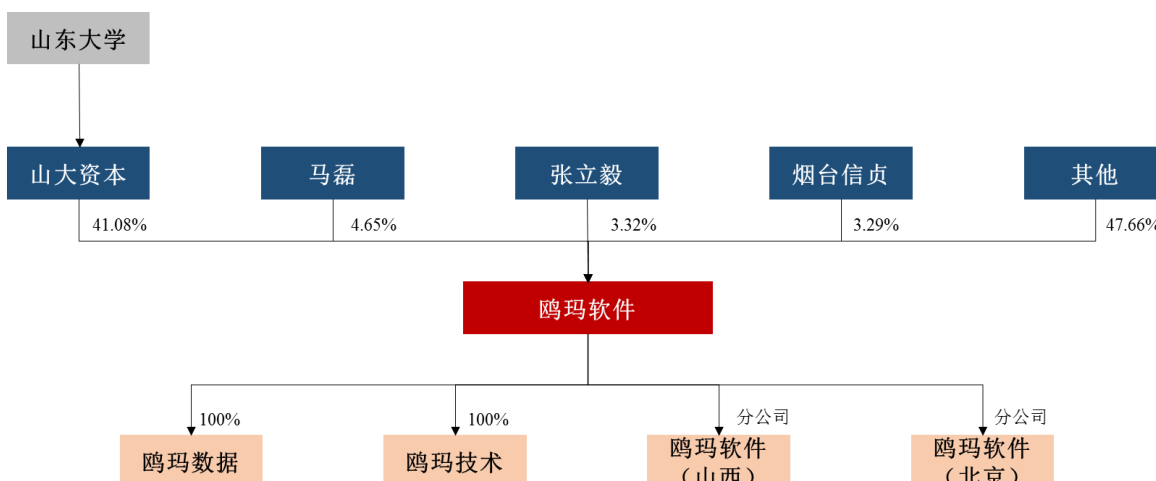 山东大学
山大资本
马磊
张立毅
烟台信贞
其他
41.08%
4.65%
3.32%
3.29%
47.66%
鸥玛软件
100%
100%
分公司
分公司
鸥玛数据
鸥玛技术
鸥玛软件
（山西）
鸥玛软件
（北京）